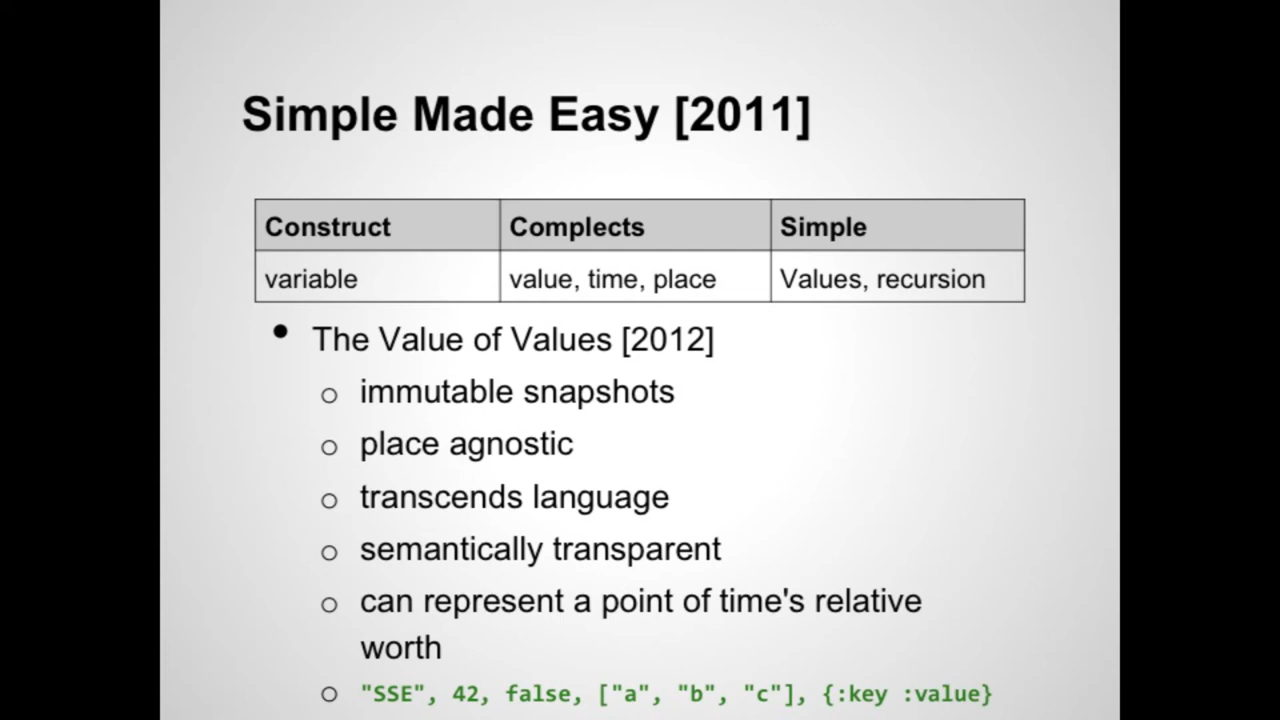 Simple Made Easy [2011]
Construct Complects Simple
variable value, time, place Values, recursion
The Value of Values [2012]
immutable snapshots
place agnostic
transcends language
semantically transparent
can represent a point of time's relative
worth
"SSE", 42, false, ["a", "b", "c"], {:key :value}